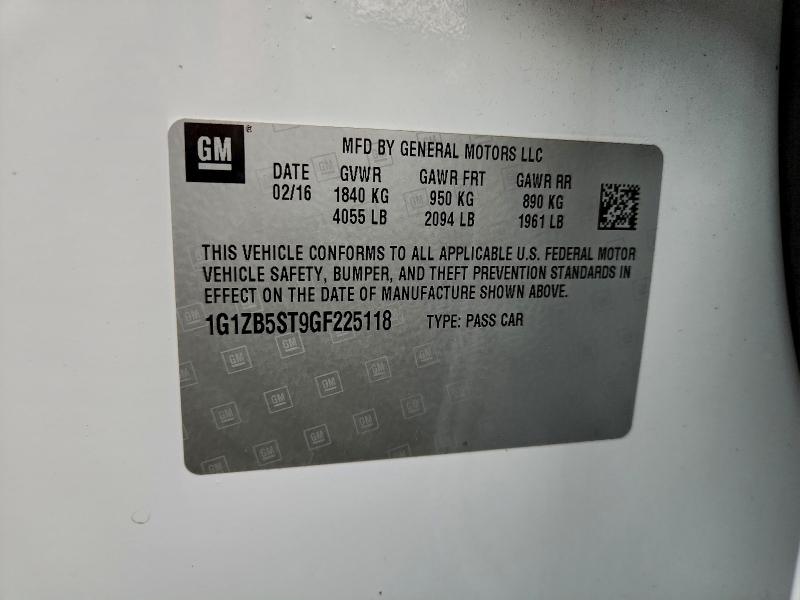 GM
MFD BY GENERAL MOTORS LLC
DATE GVWR GAWR FRT GAWR RR
02/16 1840 KG 950 KG 890 KG
4055 LB 2094 LB 1961 LB
THIS VEHICLE CONFORMS TO ALL APPLICABLE U.S. FEDERAL MOTOR
VEHICLE SAFETY, BUMPER, AND THEFT PREVENTION STANDARDS IN
EFFECT ON THE DATE OF MANUFACTURE SHOWN ABOVE.
1G1ZB5ST9GF225118 TYPE: PASS CAR